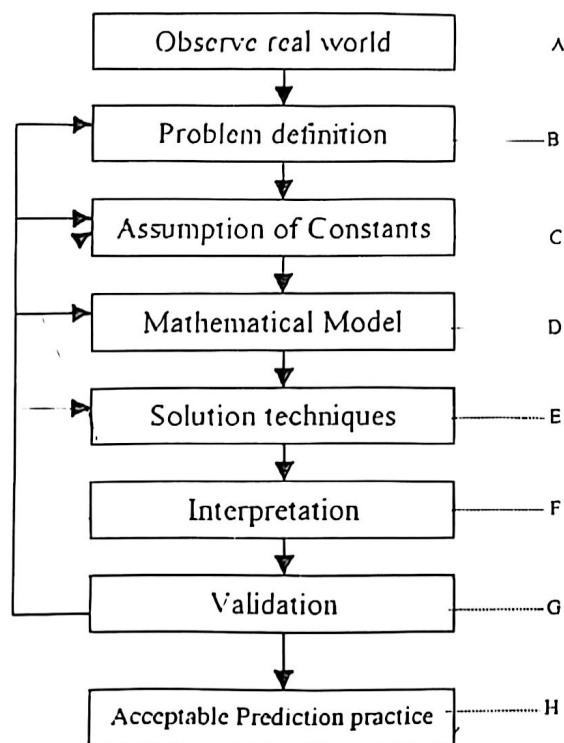 Observe real world A
Problem definition B
Assumption of Constants C
Mathematical Model D
Solution techniques E
Interpretation F
Validation G
Acceptable Prediction practice H